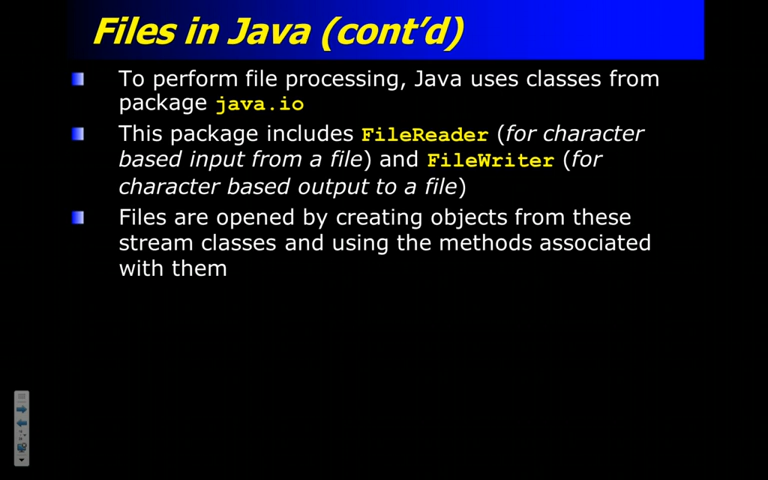 Files in Java (cont’d)
To perform file processing, Java uses classes from
package java.io
This package includes FileReader (for character
based input from a file) and FileWriter (for
character based output to a file)
Files are opened by creating objects from these
stream classes and using the methods associated
with them